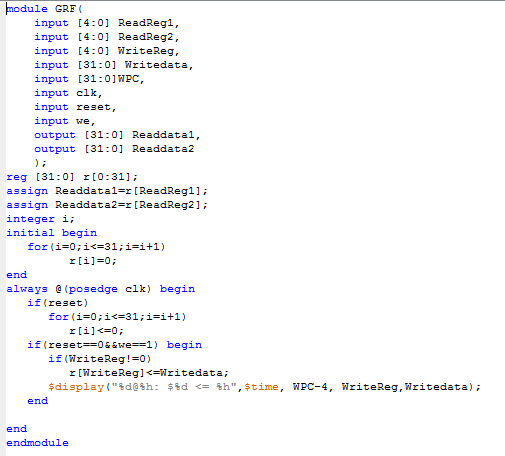 module GRF(
    input [4:0] ReadReg1,
    input [4:0] ReadReg2,
    input [4:0] WriteReg,
    input [31:0] Writedata,
    input [31:0]WPC,
    input clk,
    input reset,
    input we,
    output [31:0] Readdata1,
    output [31:0] Readdata2
    );
reg [31:0] r[0:31];
assign Readdata1=r[ReadReg1];
assign Readdata2=r[ReadReg2];
integer i;
initial begin
   for(i=0;i<=31;i=i+1)
         r[i]=0;
end
always @(posedge clk) begin
   if(reset)
      for(i=0;i<=31;i=i+1)
         r[i]<=0;
   if(reset==0&&we==1) begin
      if(WriteReg!=0)
         r[WriteReg]<=Writedata;
      $display("%d@%h: $%d <= %h",$time, WPC-4, WriteReg,Writedata);
   end

end
endmodule